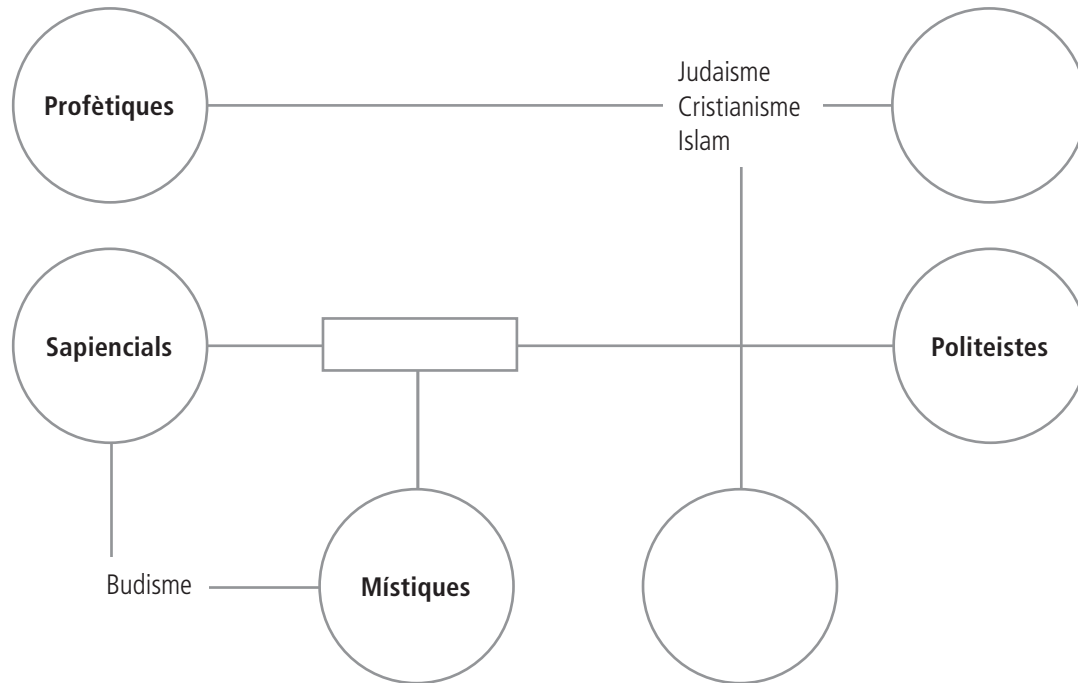 Profètiques
Judaisme
Cristianisme
Islam
Sapiencials
Politeistes
Budisme
Místiques